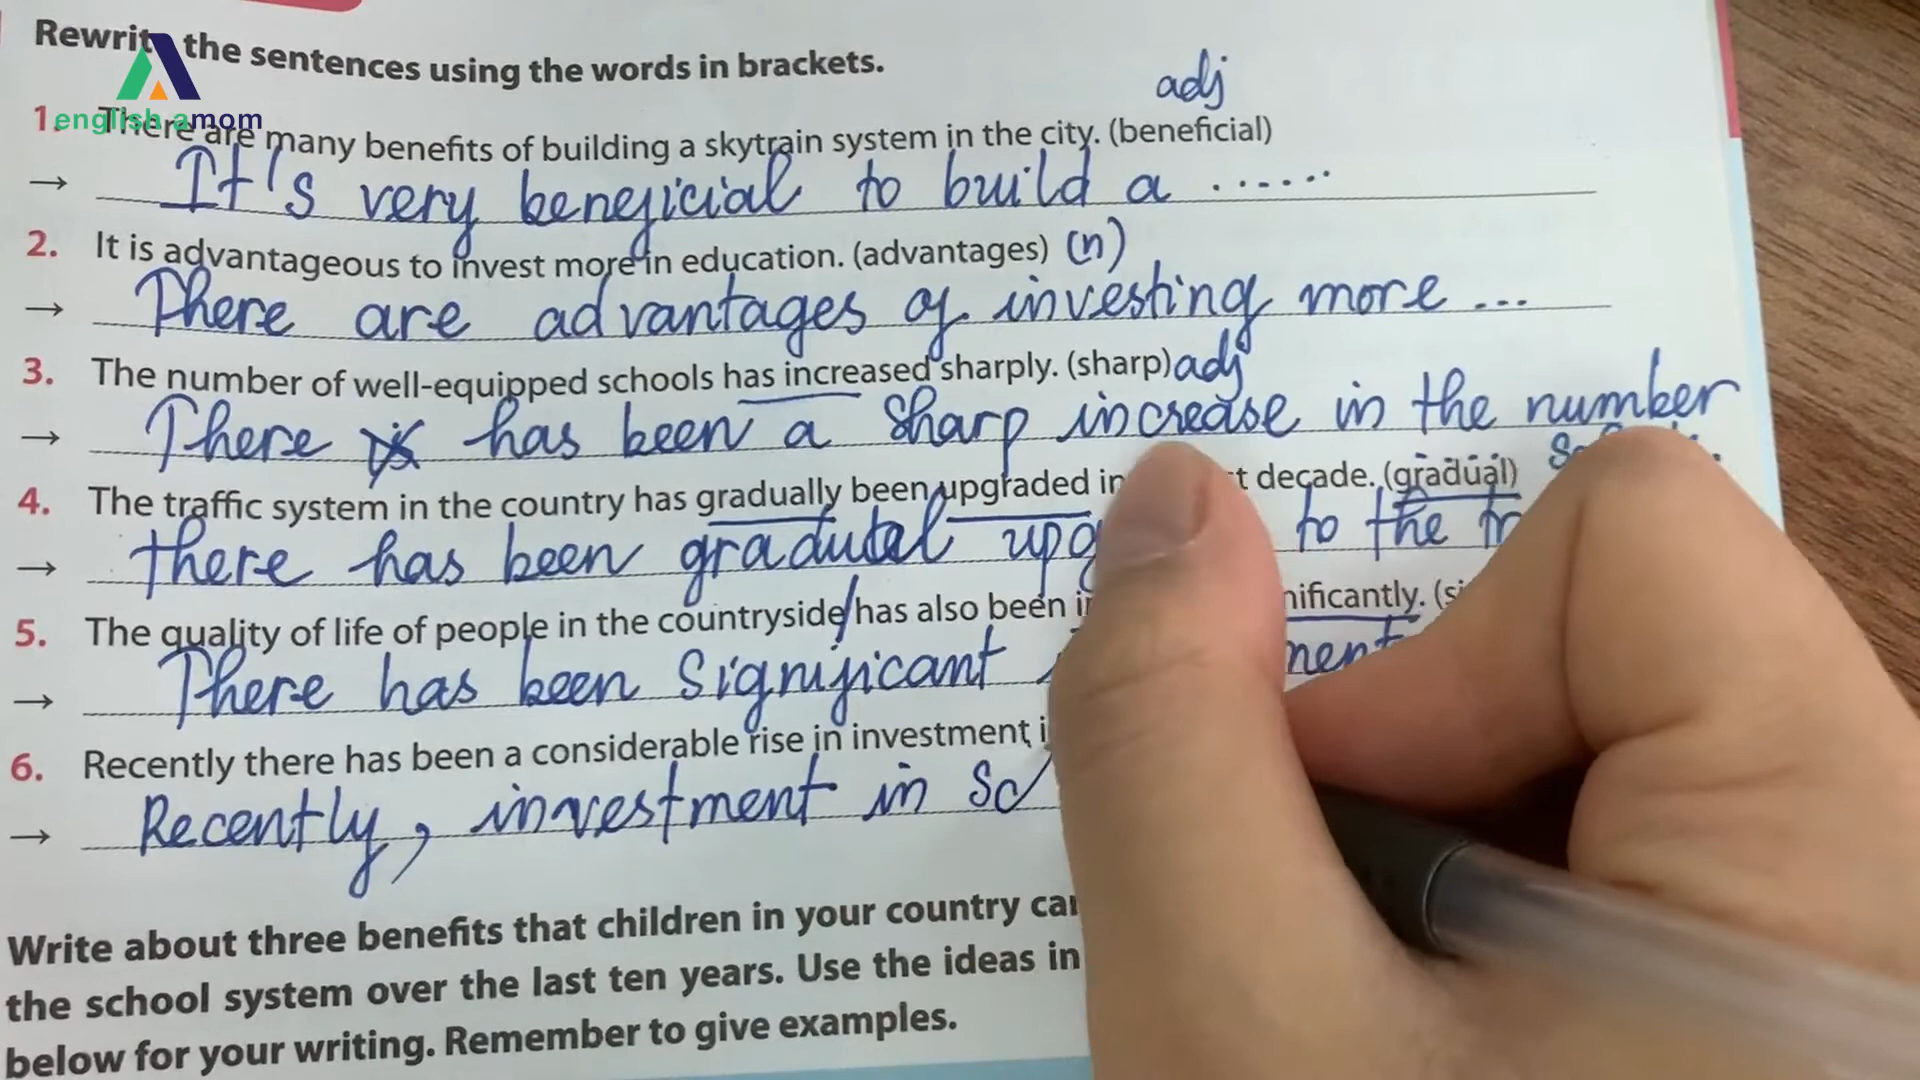 Rewrite the sentences using the words in brackets.
english amom
adj
1. There are many benefits of building a skytrain system in the city. (beneficial)
→ It's very beneficial to build a ......
2. It is advantageous to invest more in education. (advantages) (n)
→ There are advantages of investing more ...
3. The number of well-equipped schools has increased sharply. (sharp) adj
→ There has been a sharp increase in the number
4. The traffic system in the country has gradually been upgraded in decade. (gradual)
→ there has been gradual to the
5. The quality of life of people in the countryside has also been
→ There has been significant
6. Recently there has been a considerable rise in investment
→ Recently, investment in
Write about three benefits that children in your country
the school system over the last ten years. Use the ideas in
below for your writing. Remember to give examples.